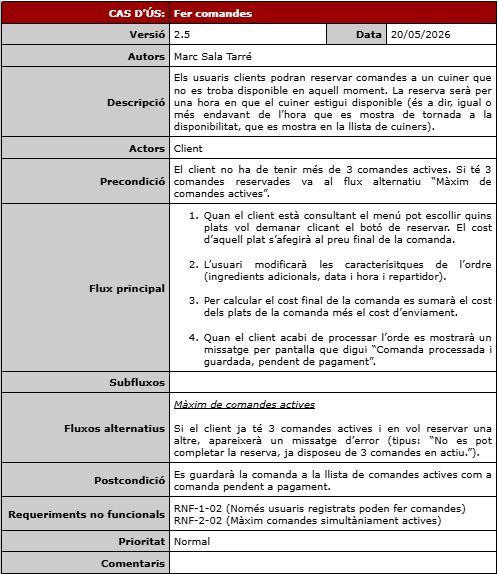 CAS D'ÚS: Fer comandes
Versió 2.5 Data 20/05/2026
Autors Marc Sala Tarré
Descripció
Els usuaris clients podran reservar comandes a un cuiner que
no es troba disponible en aquell moment. La reserva serà per
una hora en que el cuiner estigui disponible (és a dir, igual o
més endavant de l'hora que es mostra de tornada a la
disponibilitat, que es mostra en la llista de cuiners).
Actors Client
Precondició
El client no ha de tenir més de 3 comandes actives. Si té 3
comandes reservades va al flux alternatiu "Màxim de
comandes actives".
Flux principal
1. Quan el client està consultant el menú pot escollir quins
plats vol demanar clicant el botó de reservar. El cost
d'aquell plat s'afegirà al preu final de la comanda.
2. L'usuari modificarà les caracterísitques de l'ordre
(ingredients adicionals, data i hora i repartidor).
3. Per calcular el cost final de la comanda es sumarà el cost
dels plats de la comanda més el cost d'enviament.
4. Quan el client acabi de processar l'orde es mostrarà un
missatge per pantalla que digui "Comanda processada i
guardada, pendent de pagament".
Subfluxos
Fluxos alternatius
Màxim de comandes actives
Si el client ja té 3 comandes actives i en vol reservar una
altre, apareixerà un missatge d'error (tipus: "No es pot
completar la reserva, ja disposeu de 3 comandes en actiu.").
Postcondició
Es guardarà la comanda a la llista de comandes actives com a
comanda pendent a pagament.
Requeriments no funcionals
RNF-1-02 (Només usuaris registrats poden fer comandes)
RNF-2-02 (Màxim comandes simultàniament actives)
Prioritat Normal
Comentaris